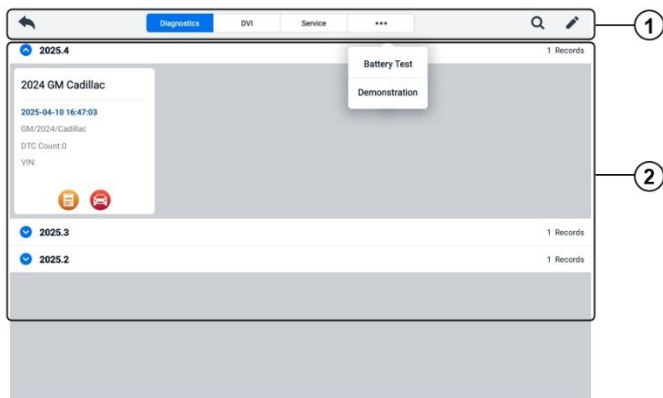 Diagnostics DVI Service •••
1
2025.4 1 Records
Battery Test
Demonstration
2024 GM Cadillac
2025-04-10 16:47:03
GM/2024/Cadillac
DTC Count:0
VIN:
2
2025.3 1 Records
2025.2 1 Records